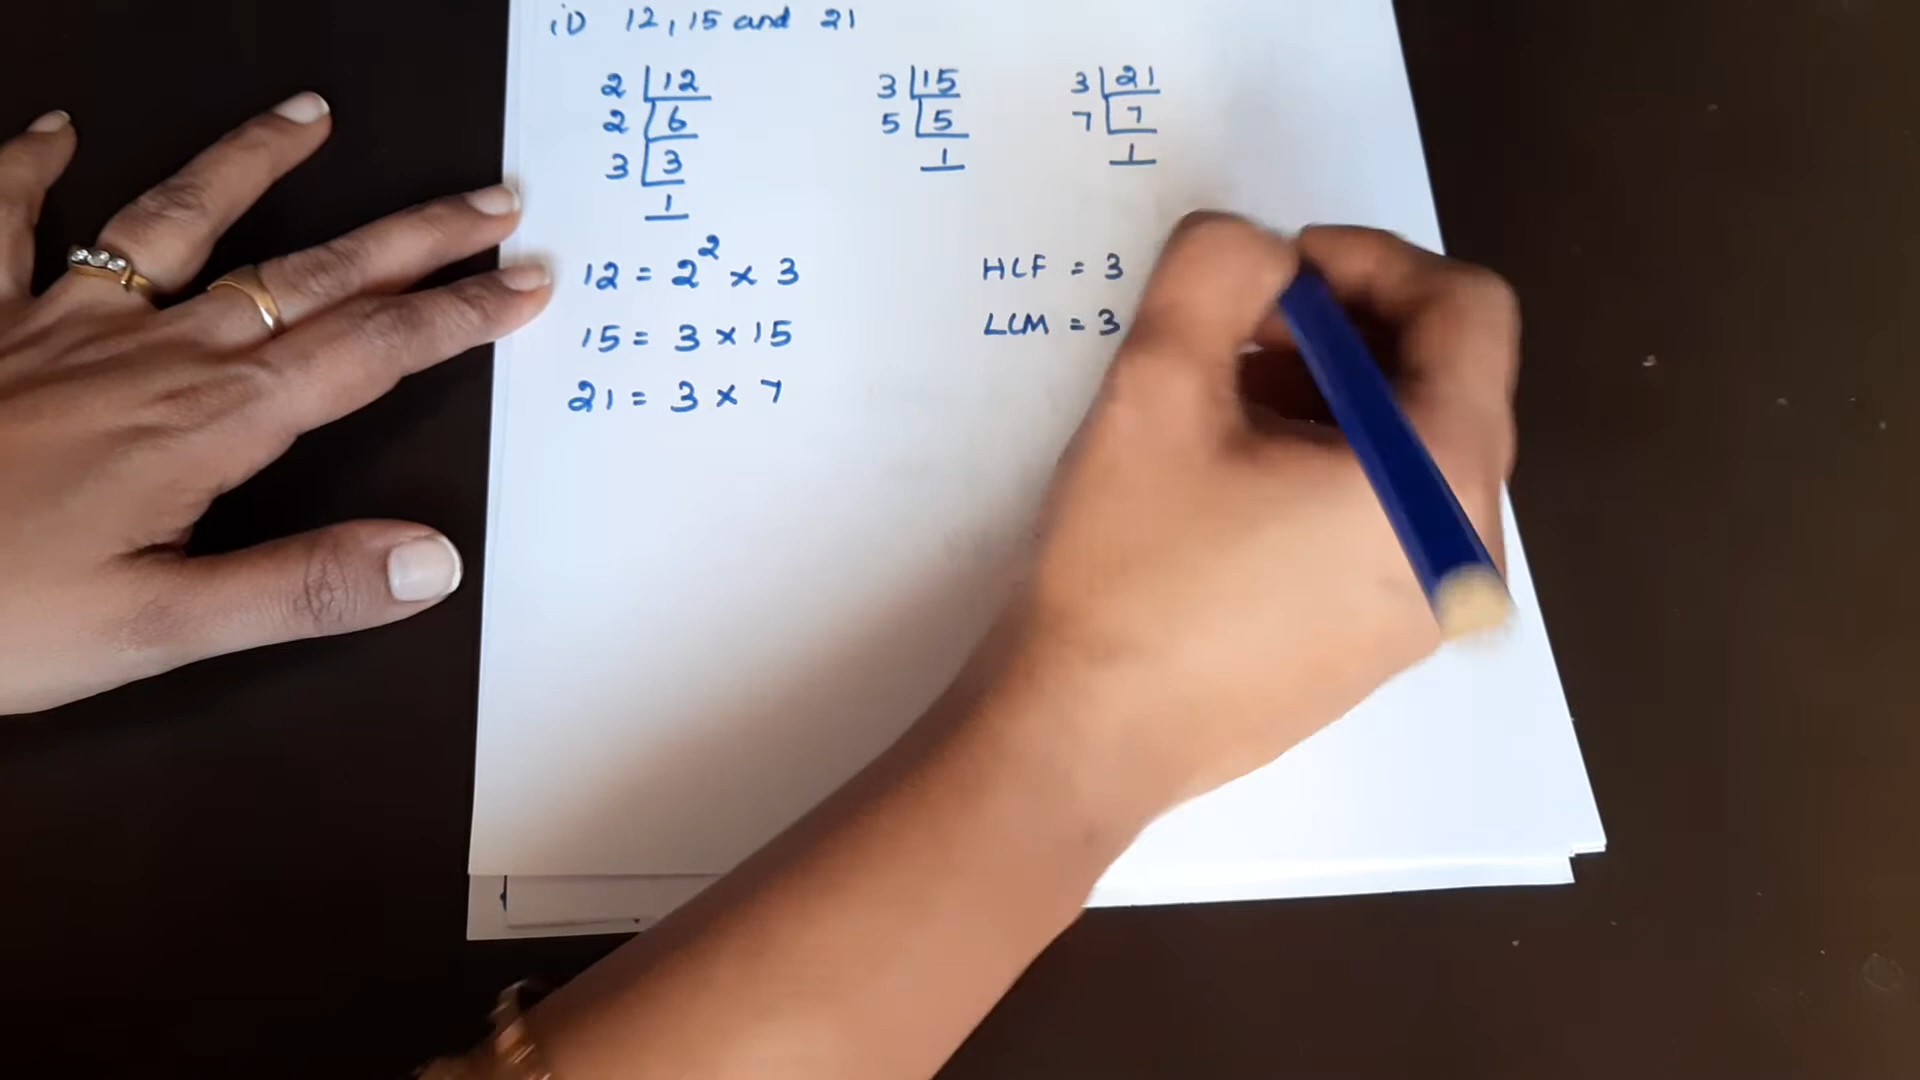 i) 12, 15 and 21
2 12 3 15 3 21
2 6 5 5 7 7
3 3 1 1
1
12 = 2² × 3 HCF = 3
15 = 3 × 15 LCM = 3
21 = 3 × 7